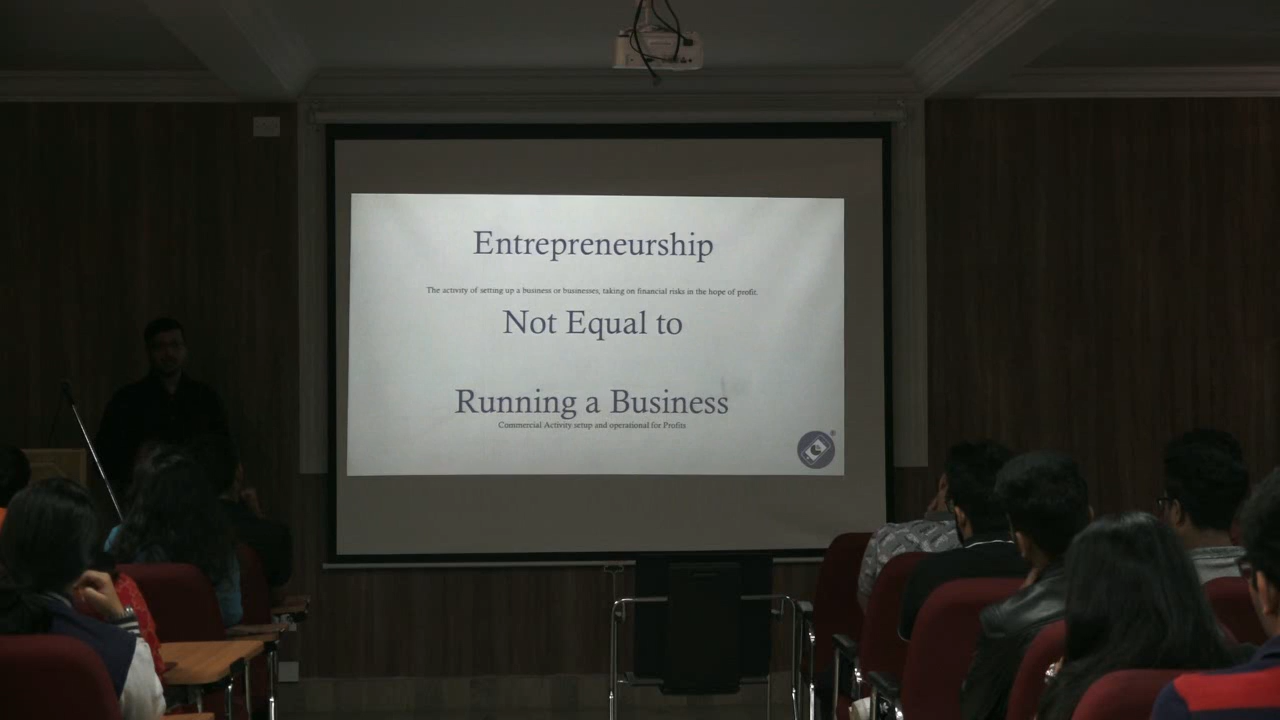 Entrepreneurship
The activity of setting up a business or businesses, taking on financial risks in the hope of profit.
Not Equal to
Running a Business
Commercial Activity setup and operational for Profits
®